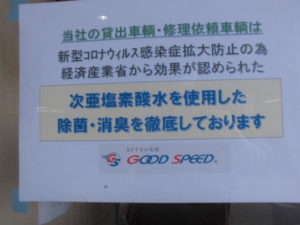 当社の貸出車輌・修理依頼車輌は
新型コロナウィルス感染症拡大防止の為
経済産業省から効果が認められた
次亜塩素酸水を使用した
除菌・消臭を徹底しております
GOOD SPEED